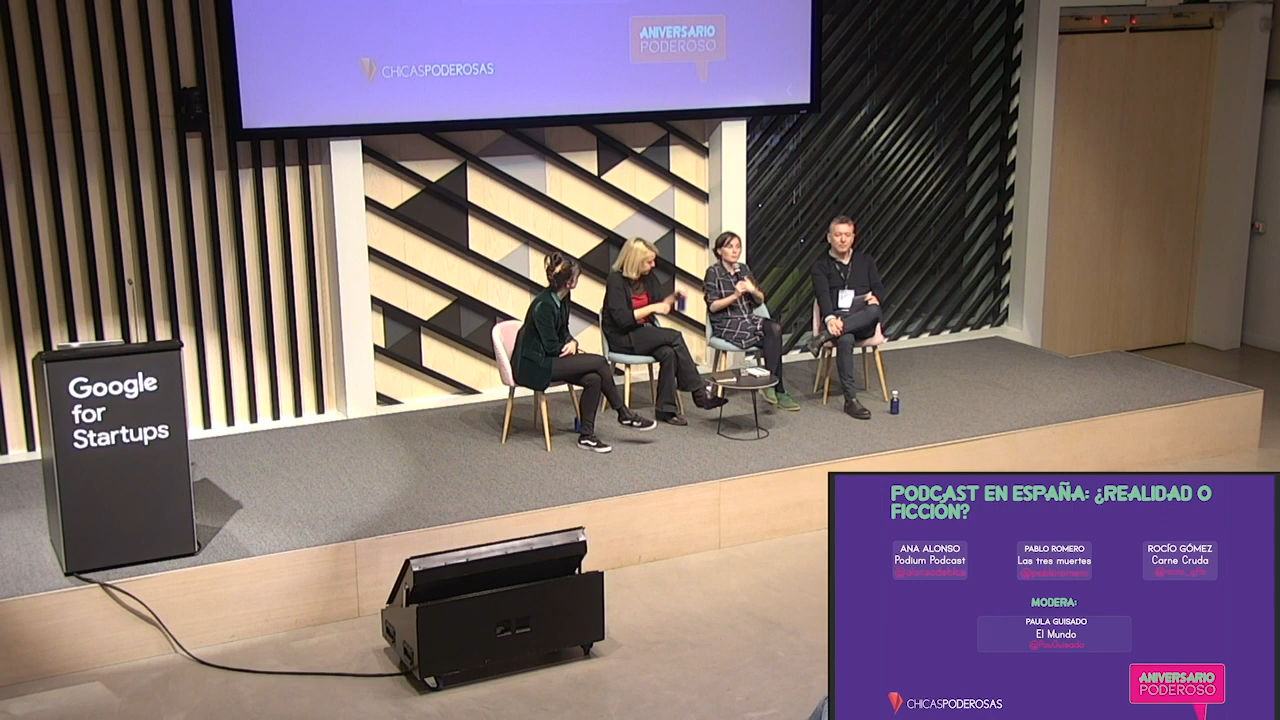 ANIVERSARIO
PODEROSO
CHICASPODEROSAS
Google
for
Startups
PODCAST EN ESPAÑA: ¿REALIDAD O
FICCIÓN?
ANA ALONSO
Podium Podcast
PABLO ROMERO
Las tres muertes
ROCÍO GÓMEZ
Carne Cruda
MODERA:
PAULA GUISADO
El Mundo
@PauGuisado
ANIVERSARIO
PODEROSO
CHICASPODEROSAS